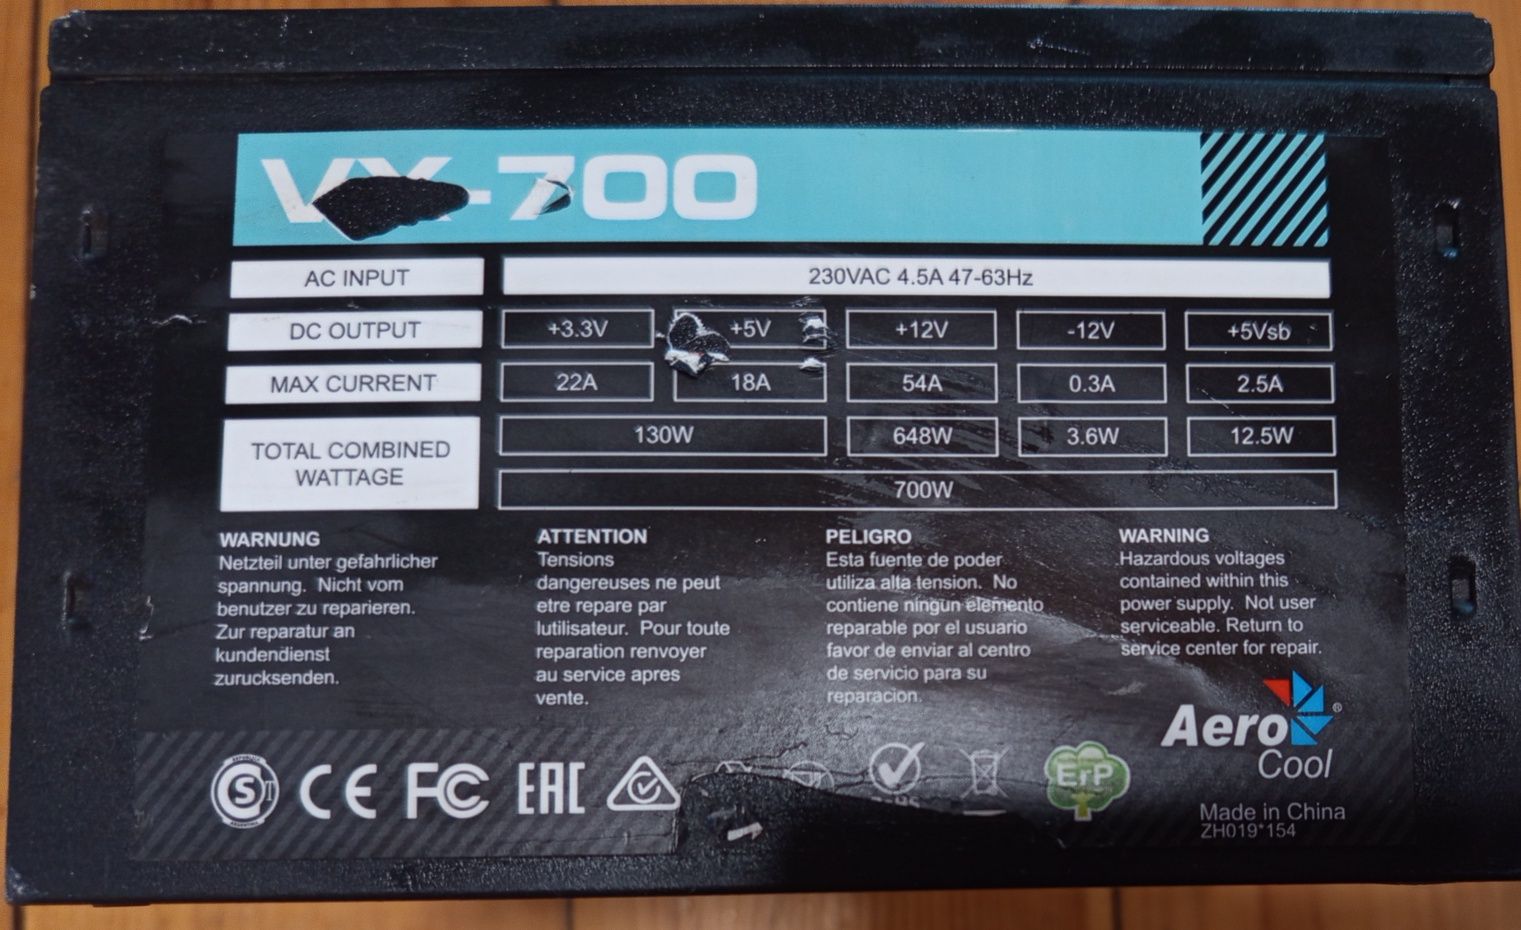 VX-700
AC INPUT 230VAC 4.5A 47-63Hz
DC OUTPUT +3.3V +5V +12V -12V +5Vsb
MAX CURRENT 22A 18A 54A 0.3A 2.5A
TOTAL COMBINED
WATTAGE
130W 648W 3.6W 12.5W
700W
WARNUNG
Netzteil unter gefahrlicher
spannung. Nicht vom
benutzer zu reparieren.
Zur reparatur an
kundendienst
zurucksenden.
ATTENTION
Tensions
dangereuses ne peut
etre repare par
lutilisateur. Pour toute
reparation renvoyer
au service apres
vente.
PELIGRO
Esta fuente de poder
utiliza alta tension. No
contiene ningun elemento
reparable por el usuario
favor de enviar al centro
de servicio para su
reparacion.
WARNING
Hazardous voltages
contained within this
power supply. Not user
serviceable. Return to
service center for repair.
Aero
Cool
®
S
CE FC EAC
ErP
Made in China
ZH019*154